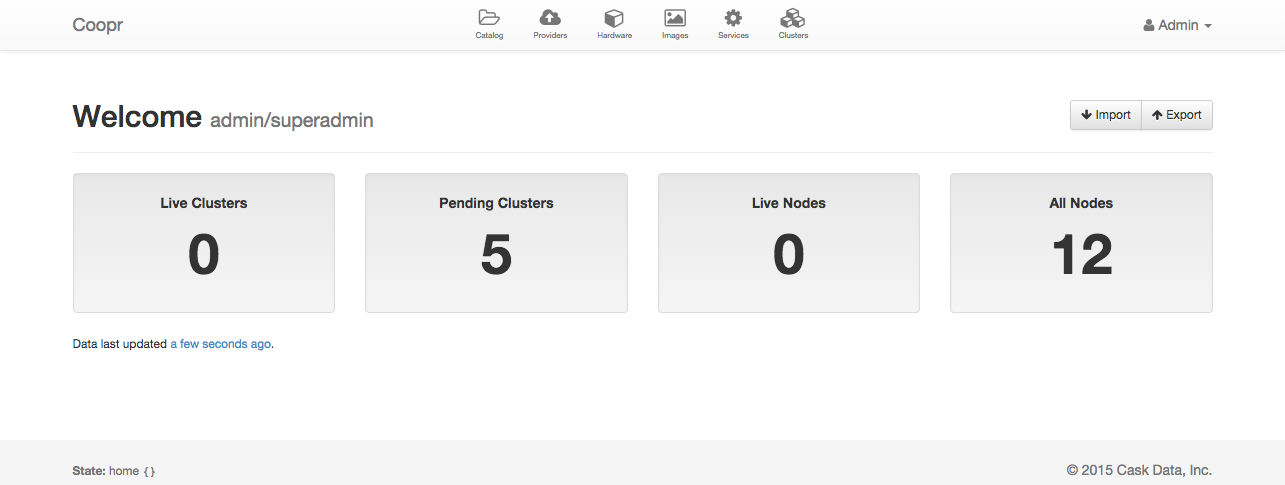 Coopr
Catalog
Providers
Hardware
Images
Services
Clusters
Admin
Welcome admin/superadmin
Import
Export
Live Clusters
0
Pending Clusters
5
Live Nodes
0
All Nodes
12
Data last updated a few seconds ago.
State: home {}
© 2015 Cask Data, Inc.